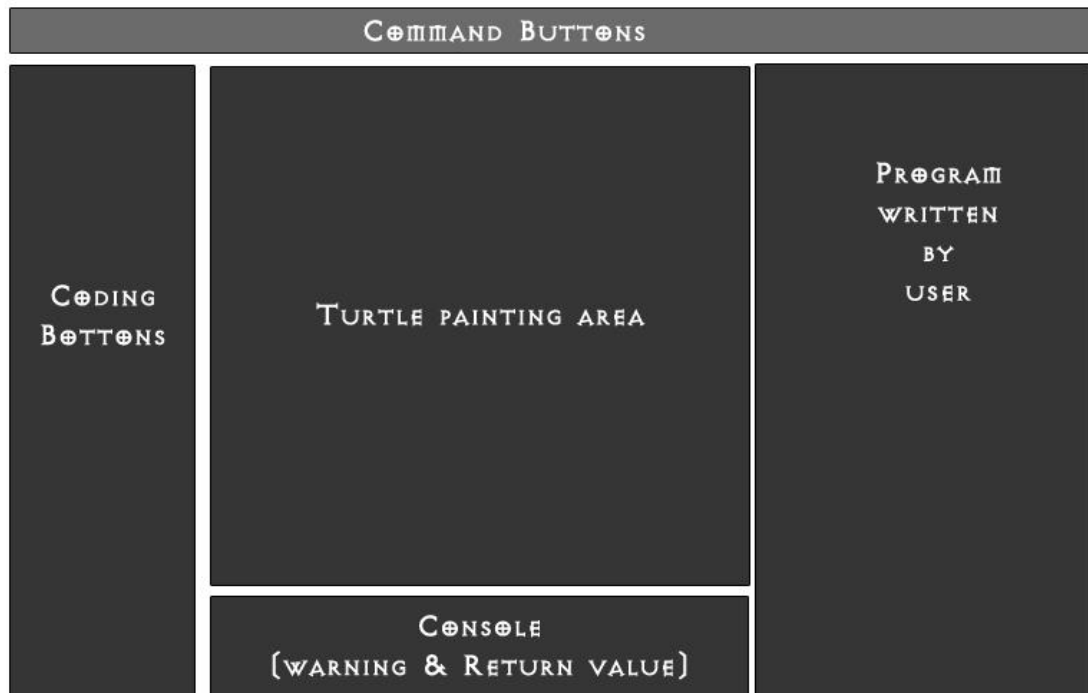 Command Buttons
Coding
Bottons
Turtle painting area
Program
written
by
user
Console
(warning & Return value)